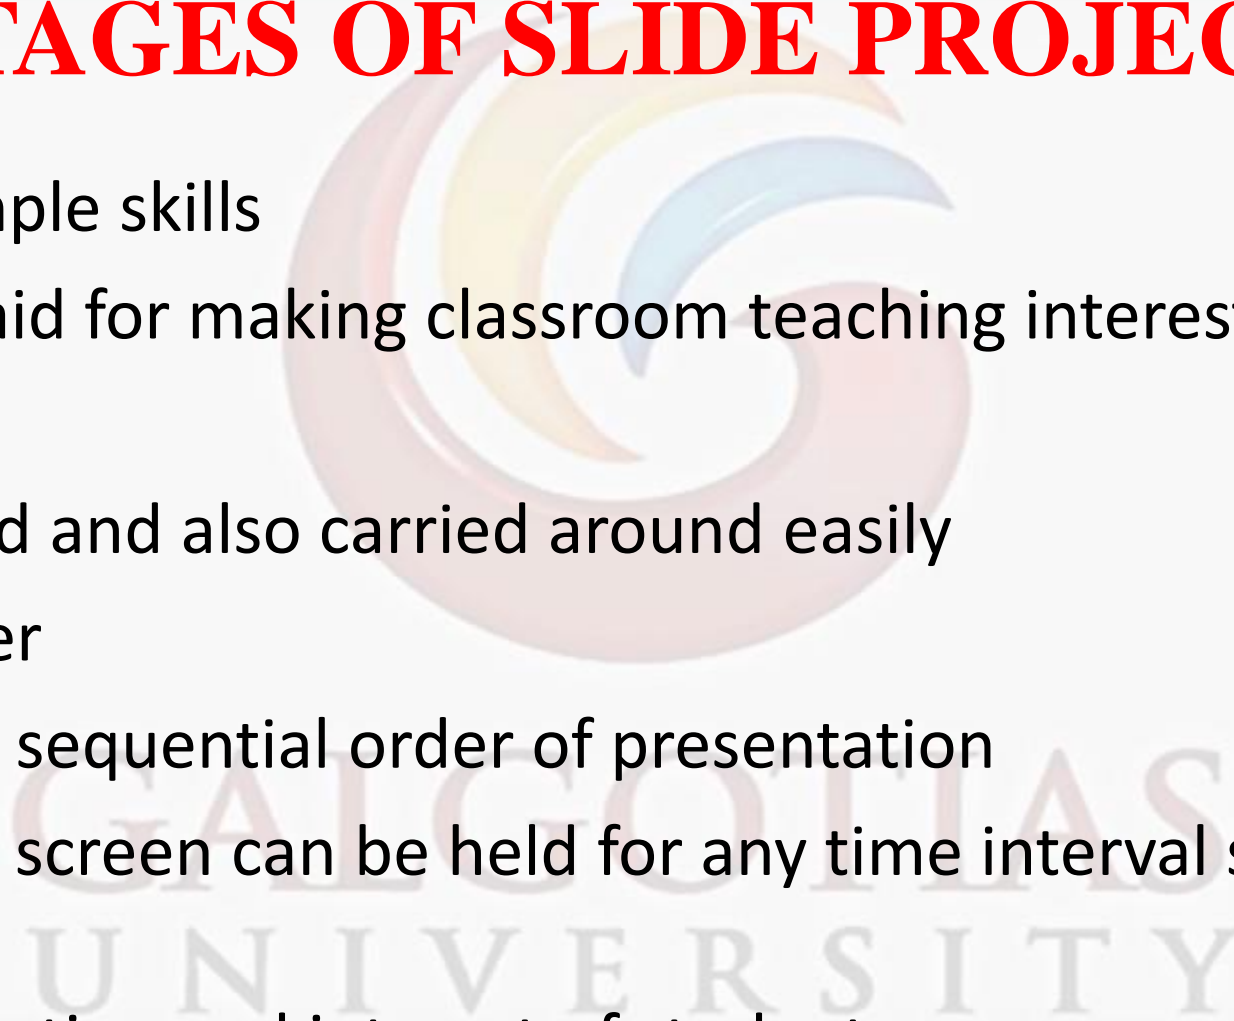 TAGES OF SLIDE PROJEC
ple skills
aid for making classroom teaching interest
d and also carried around easily
er
sequential order of presentation
screen can be held for any time interval s
GALGOTIAS
UNIVERSITY